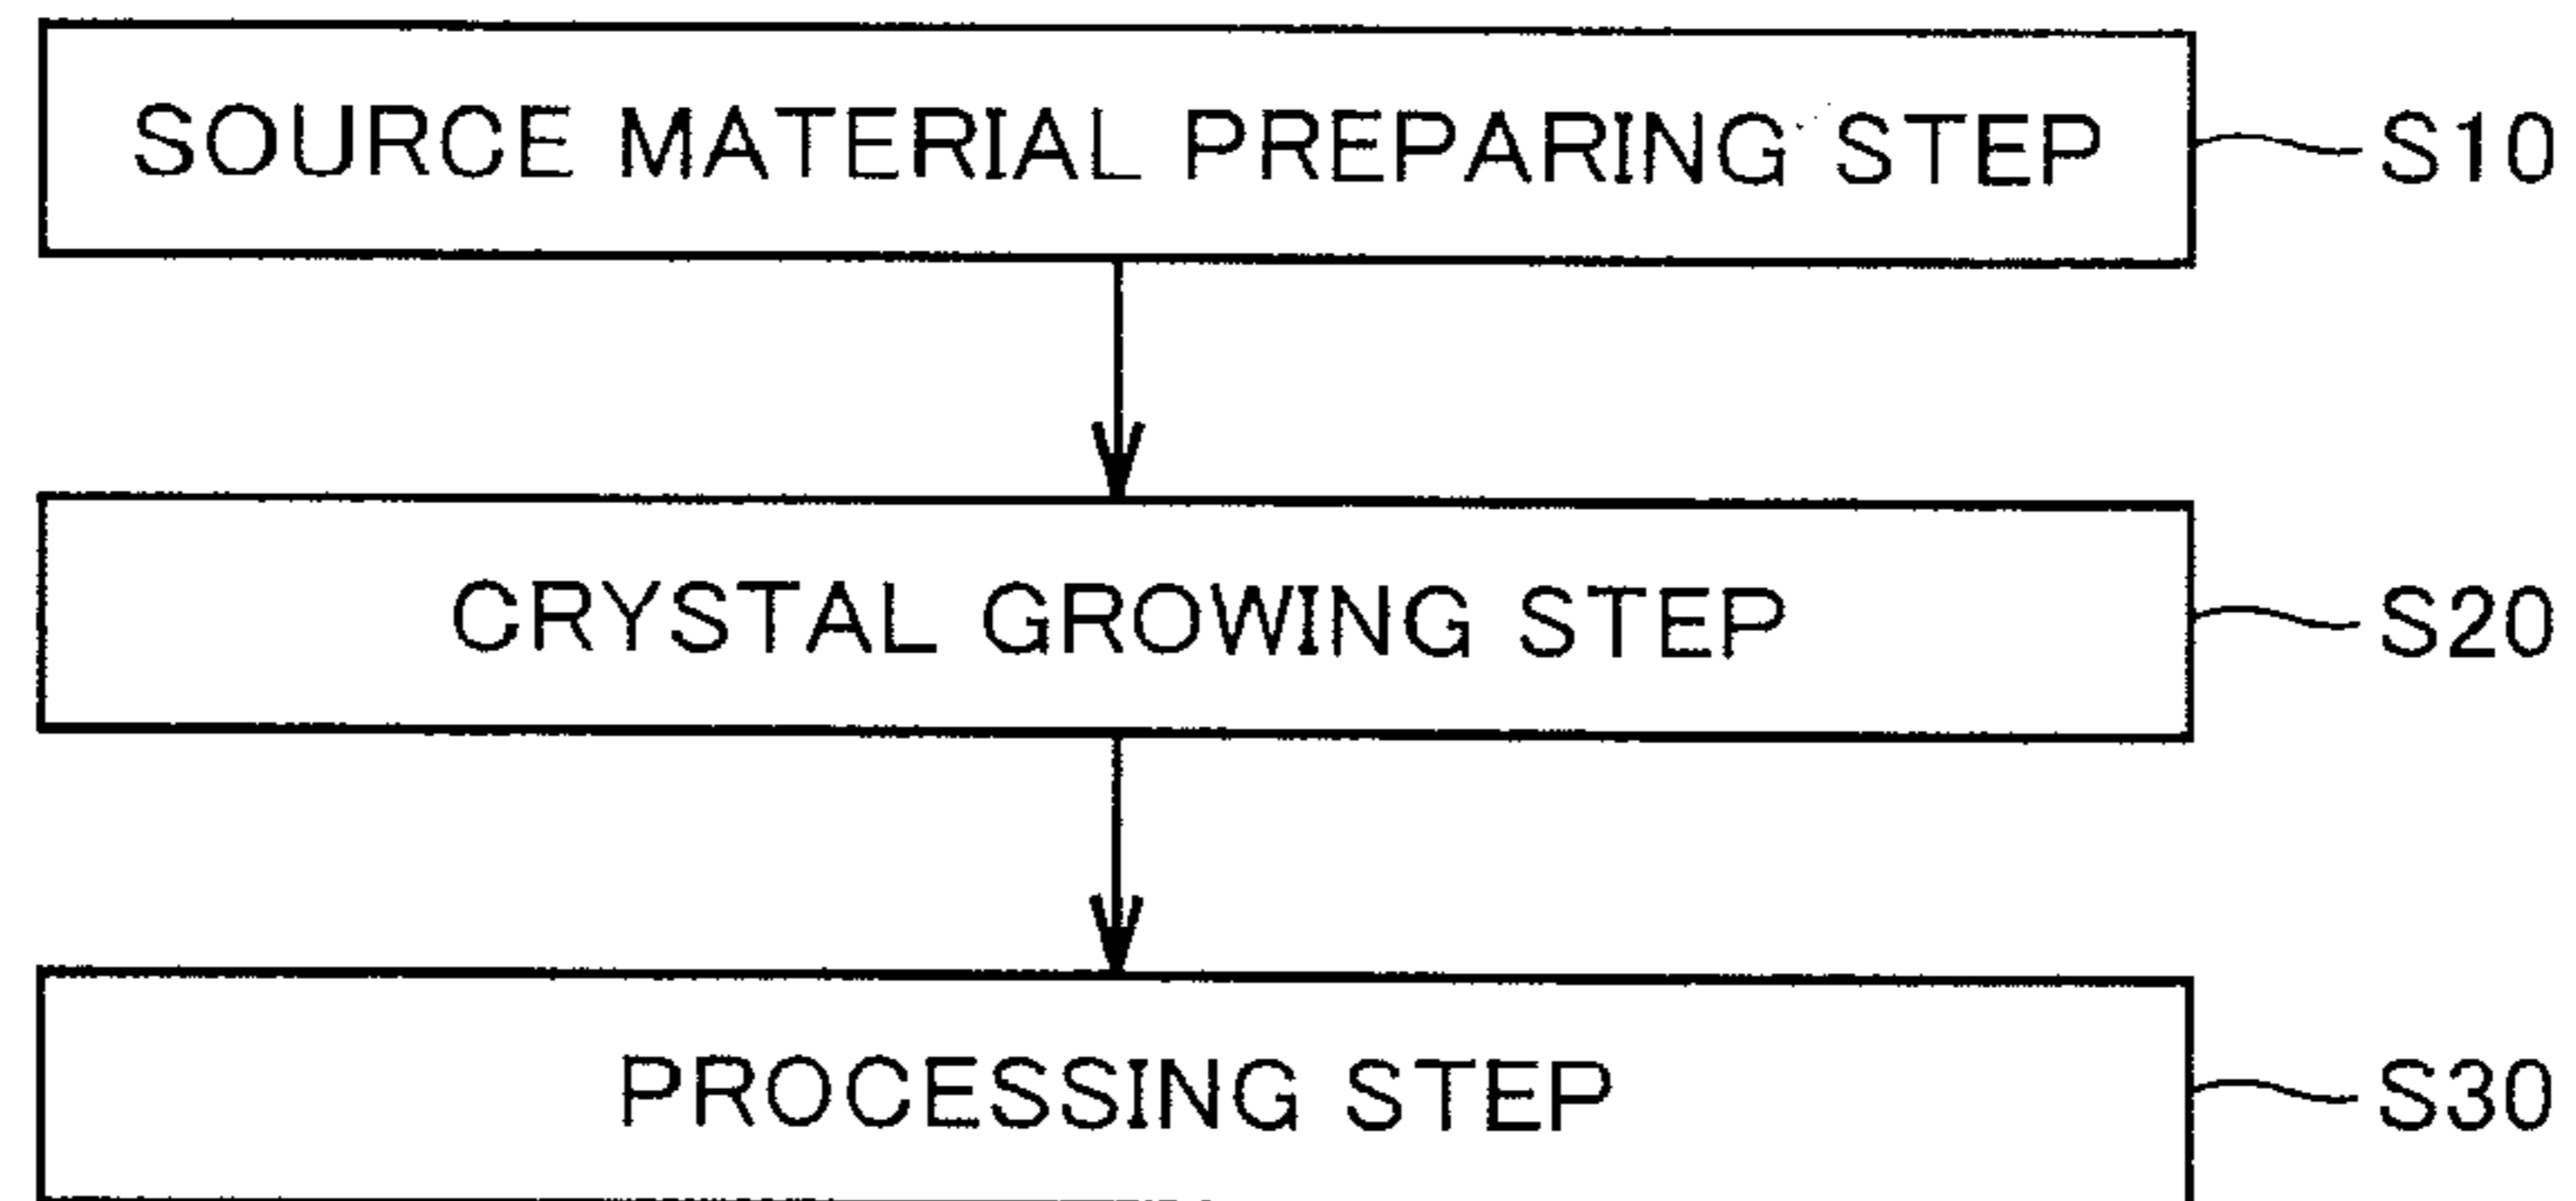 SOURCE MATERIAL PREPARING STEP S10
CRYSTAL GROWING STEP S20
PROCESSING STEP S30